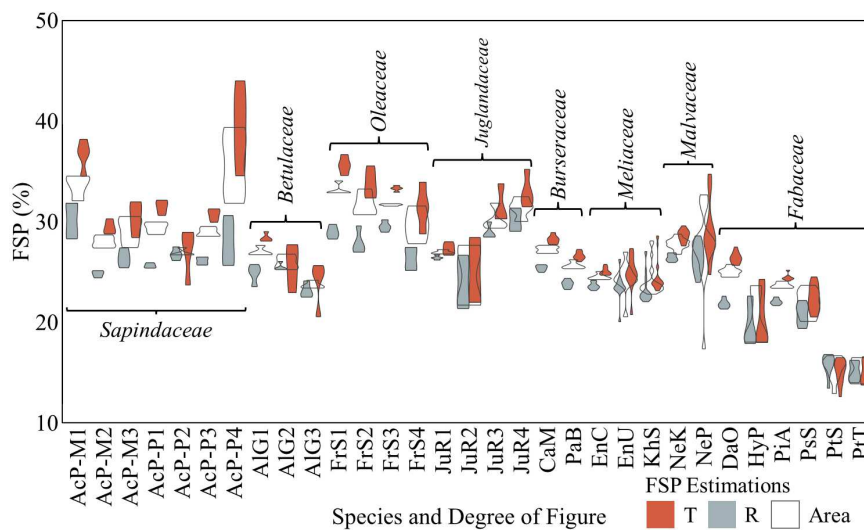 50
40
30
20
10
FSP (%)
Sapindaceae
Betulaceae
Oleaceae
Juglandaceae
Burseraceae
Meliaceae
Malvaceae
Fabaceae
AcP-M1
AcP-M2
AcP-M3
AcP-P1
AcP-P2
AcP-P3
AcP-P4
AlG1
AlG2
AlG3
FrS1
FrS2
FrS3
FrS4
JuR1
JuR2
JuR3
JuR4
CaM
PaB
EnC
EnU
KhS
NeK
NeP
DaO
HyP
PiA
PsS
PtS
PtT
Species and Degree of Figure
FSP Estimations
T R Area